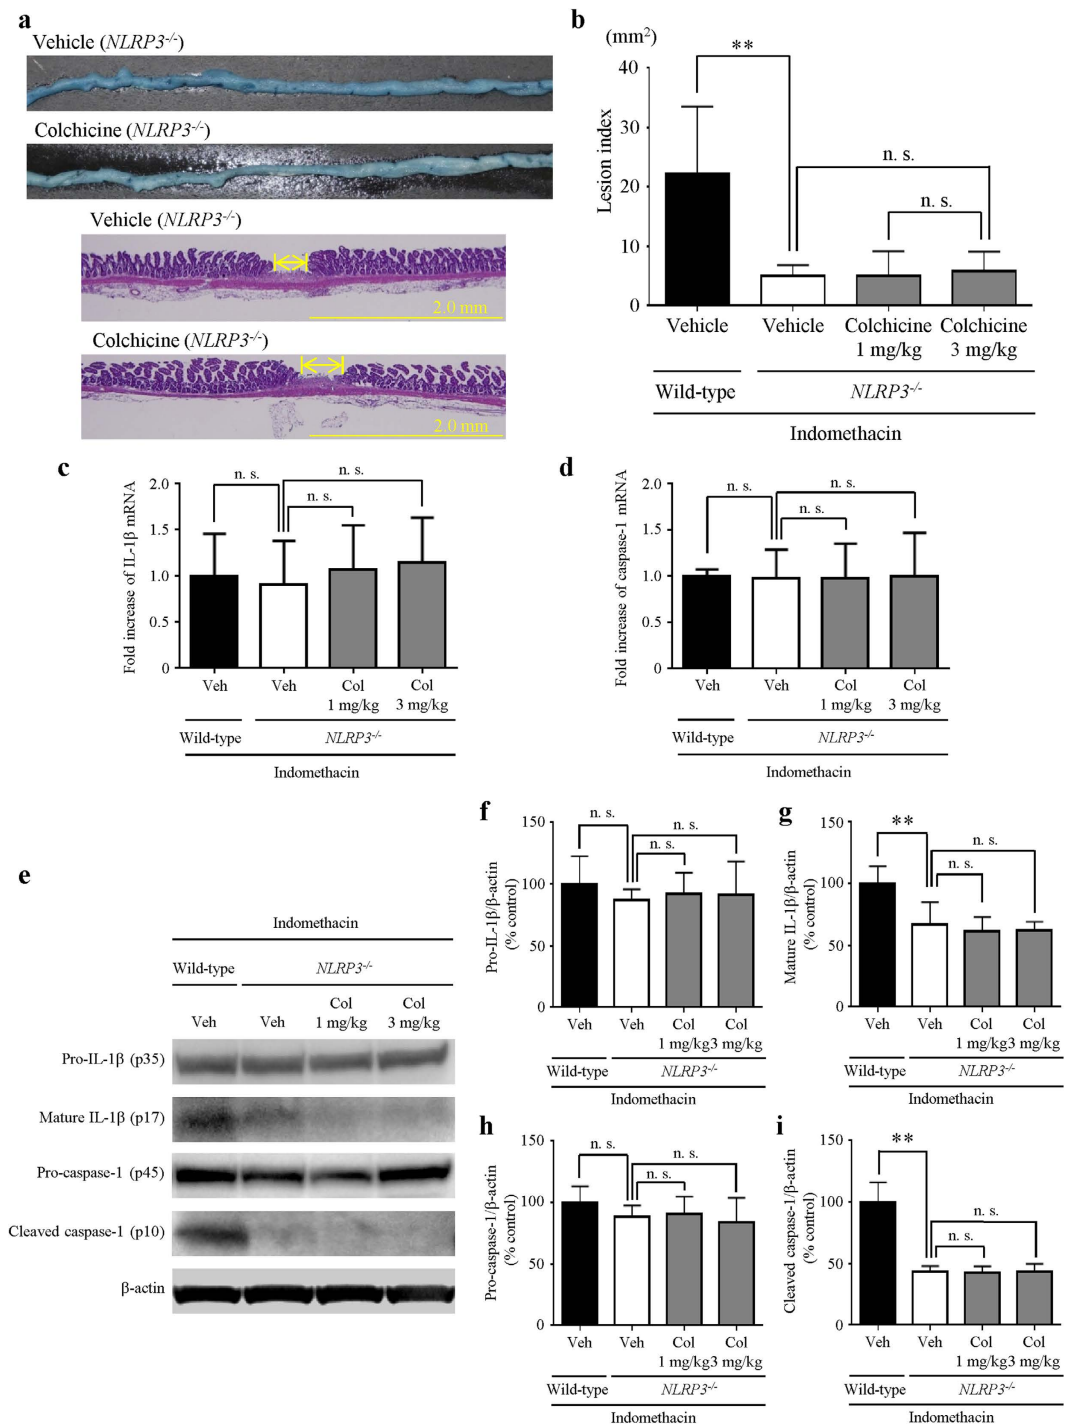 a
Vehicle (NLRP3-/-)
Colchicine (NLRP3-/-)
Vehicle (NLRP3-/-)
2.0 mm
Colchicine (NLRP3-/-)
2.0 mm
b
(mm2)
Lesion index
40
30
20
10
0
**
n. s.
n. s.
Vehicle Vehicle Colchicine Colchicine
1 mg/kg 3 mg/kg
Wild-type NLRP3-/-
Indomethacin
c
Fold increase of IL-1β mRNA
2.0
1.5
1.0
0.5
0
n. s.
n. s.
n. s.
Veh Veh Col Col
1 mg/kg 3 mg/kg
Wild-type NLRP3-/-
Indomethacin
d
Fold increase of caspase-1 mRNA
2.0
1.5
1.0
0.5
0
n. s.
n. s.
n. s.
Veh Veh Col Col
1 mg/kg 3 mg/kg
Wild-type NLRP3-/-
Indomethacin
e
Indomethacin
Wild-type NLRP3-/-
Col Col
Veh Veh 1 mg/kg 3 mg/kg
Pro-IL-1β (p35)
Mature IL-1β (p17)
Pro-caspase-1 (p45)
Cleaved caspase-1 (p10)
β-actin
f
Pro-IL-1β/β-actin
(% control)
150
100
50
0
n. s.
n. s.
n. s.
Veh Veh Col Col
1 mg/kg3 mg/kg
Wild-type NLRP3-/-
Indomethacin
g
Mature IL-1β/β-actin
(% control)
150
100
50
0
**
n. s.
n. s.
Veh Veh Col Col
1 mg/kg3 mg/kg
Wild-type NLRP3-/-
Indomethacin
h
Pro-caspase-1/β-actin
(% control)
150
100
50
0
n. s.
n. s.
n. s.
Veh Veh Col Col
1 mg/kg3 mg/kg
Wild-type NLRP3-/-
Indomethacin
i
Cleaved caspase-1/β-actin
(% control)
150
100
50
0
**
n. s.
n. s.
Veh Veh Col Col
1 mg/kg3 mg/kg
Wild-type NLRP3-/-
Indomethacin